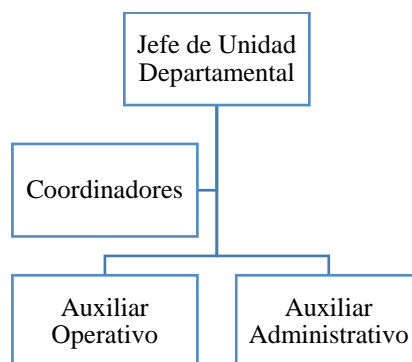 Jefe de Unidad
Departamental
Coordinadores
Auxiliar
Operativo
Auxiliar
Administrativo